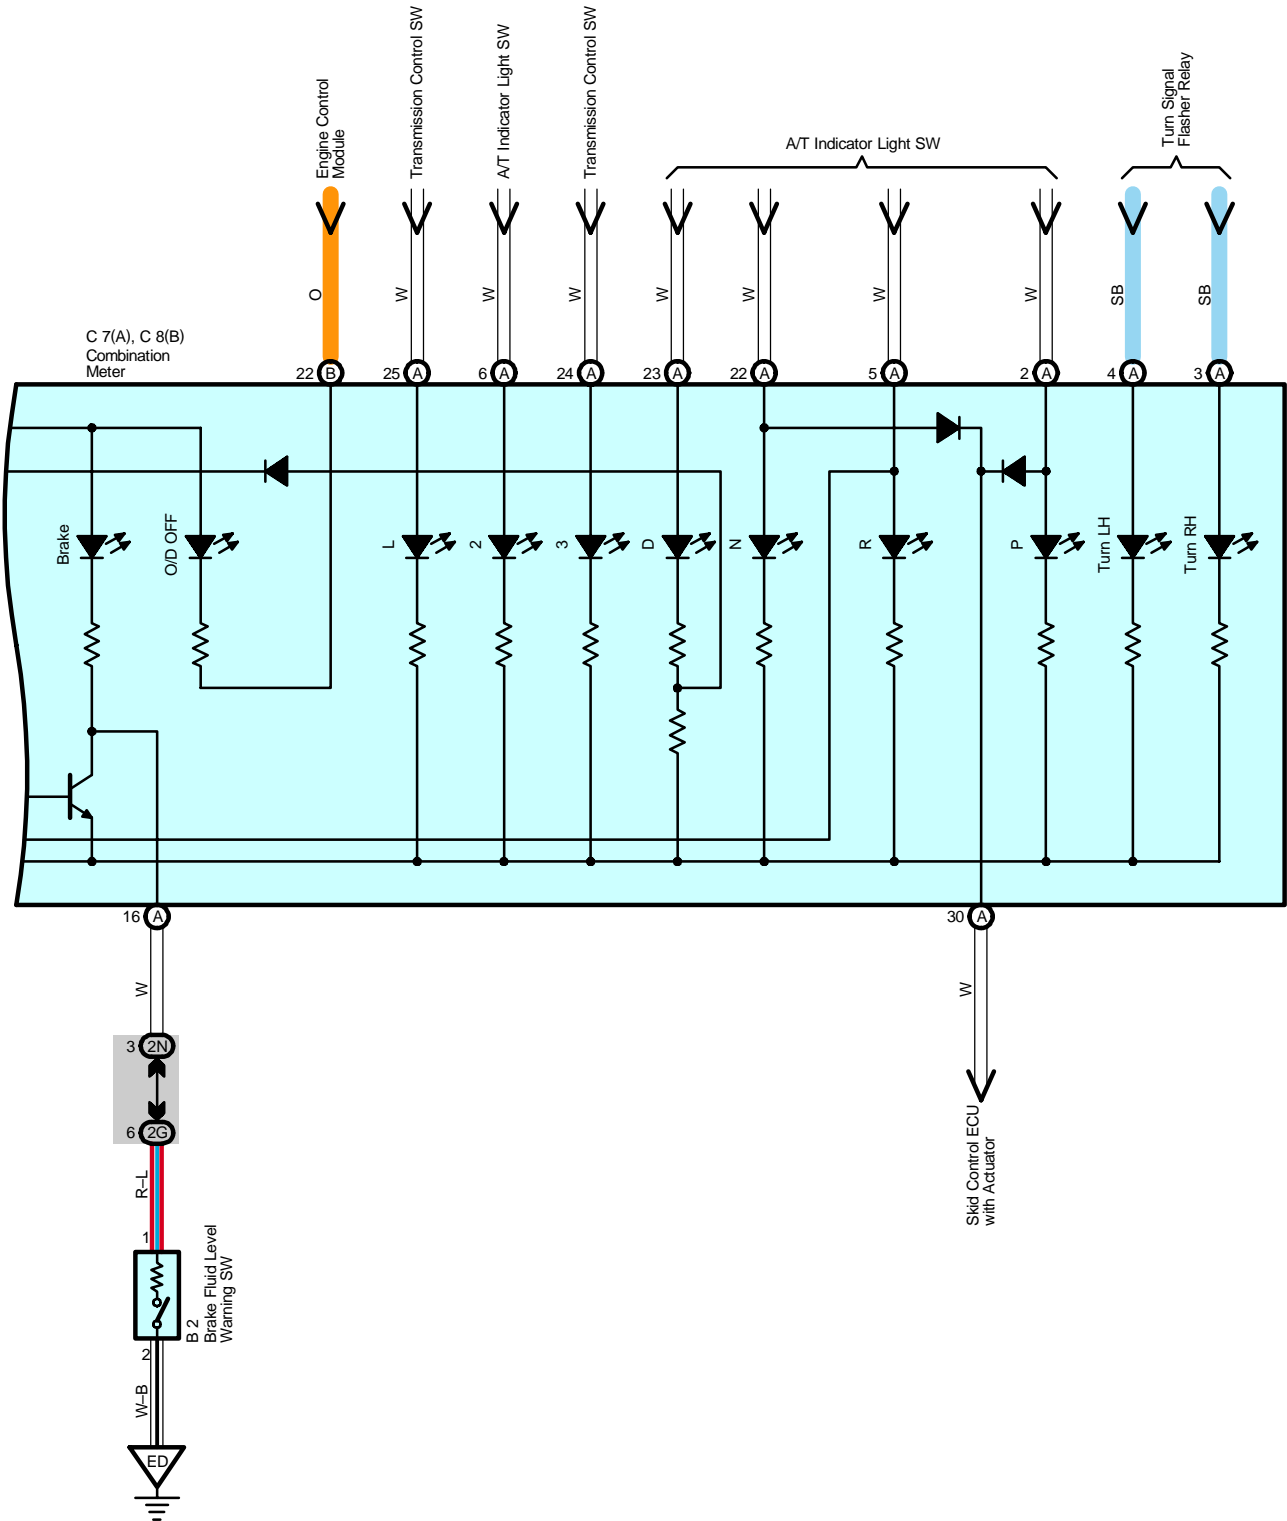 Engine Control
Module
Transmission Control SW
A/T Indicator Light SW
Transmission Control SW
A/T Indicator Light SW
Turn Signal
Flasher Relay
O
W
W
W
W
W
W
W
SB
SB
C 7(A), C 8(B)
Combination
Meter
22 B
25 A
6 A
24 A
23 A
22 A
5 A
2 A
4 A
3 A
Brake
O/D OFF
L
2
3
D
N
R
P
Turn LH
Turn RH
16 A
30 A
W
W
3 2N
6 2G
Skid Control ECU
with Actuator
R–L
1
B 2
Brake Fluid Level
Warning SW
2
W–B
ED